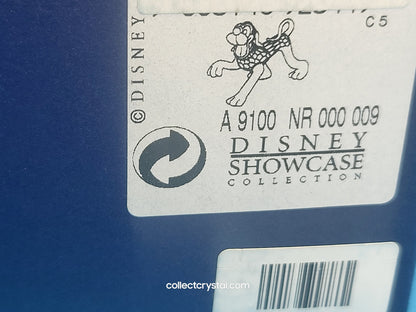 C5
© DISNEY
A 9100 NR 000 009
DISNEY
SHOWCASE
COLLECTION
collectcrystal.com